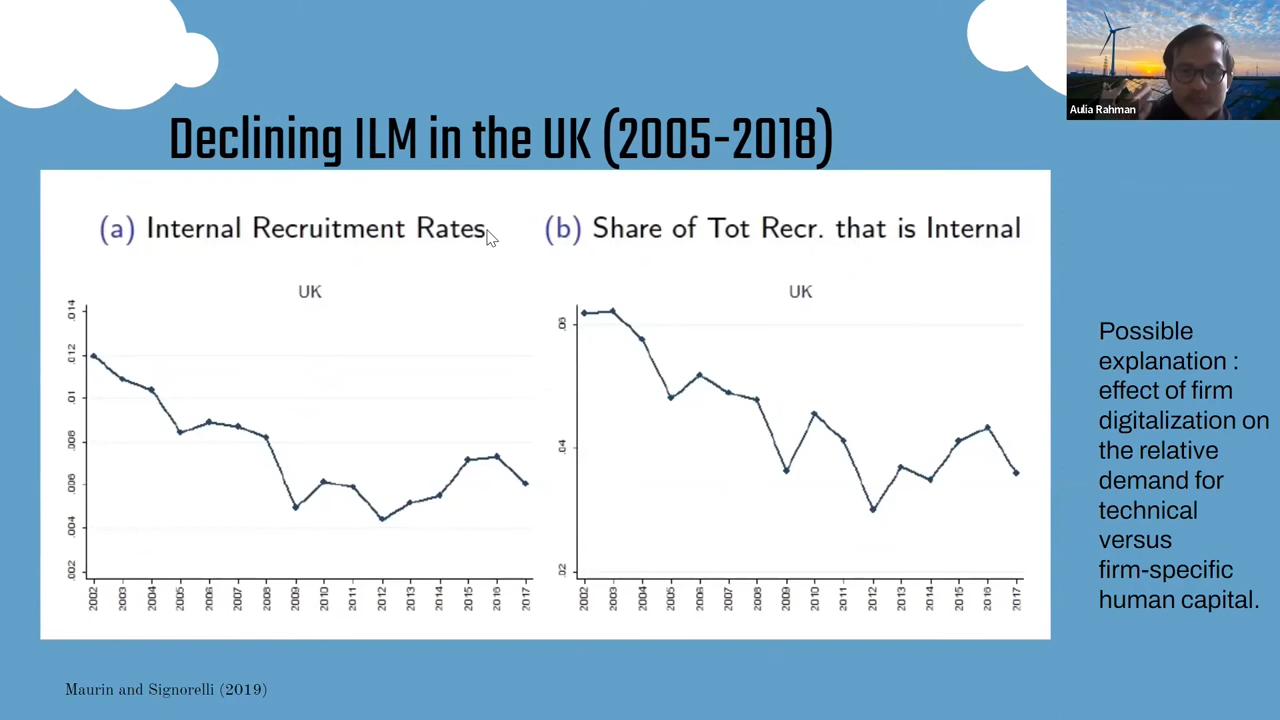 Aulia Rahman
Declining ILM in the UK (2005-2018)
(a) Internal Recruitment Rates
(b) Share of Tot Recr. that is Internal
UK
.014
.012
.01
.008
.006
.004
.002
2002 2003 2004 2005 2006 2007 2008 2009 2010 2011 2012 2013 2014 2015 2016 2017
UK
.06
.04
.02
2002 2003 2004 2005 2006 2007 2008 2009 2010 2011 2012 2013 2014 2015 2016 2017
Possible
explanation :
effect of firm
digitalization on
the relative
demand for
technical
versus
firm-specific
human capital.
Maurin and Signorelli (2019)